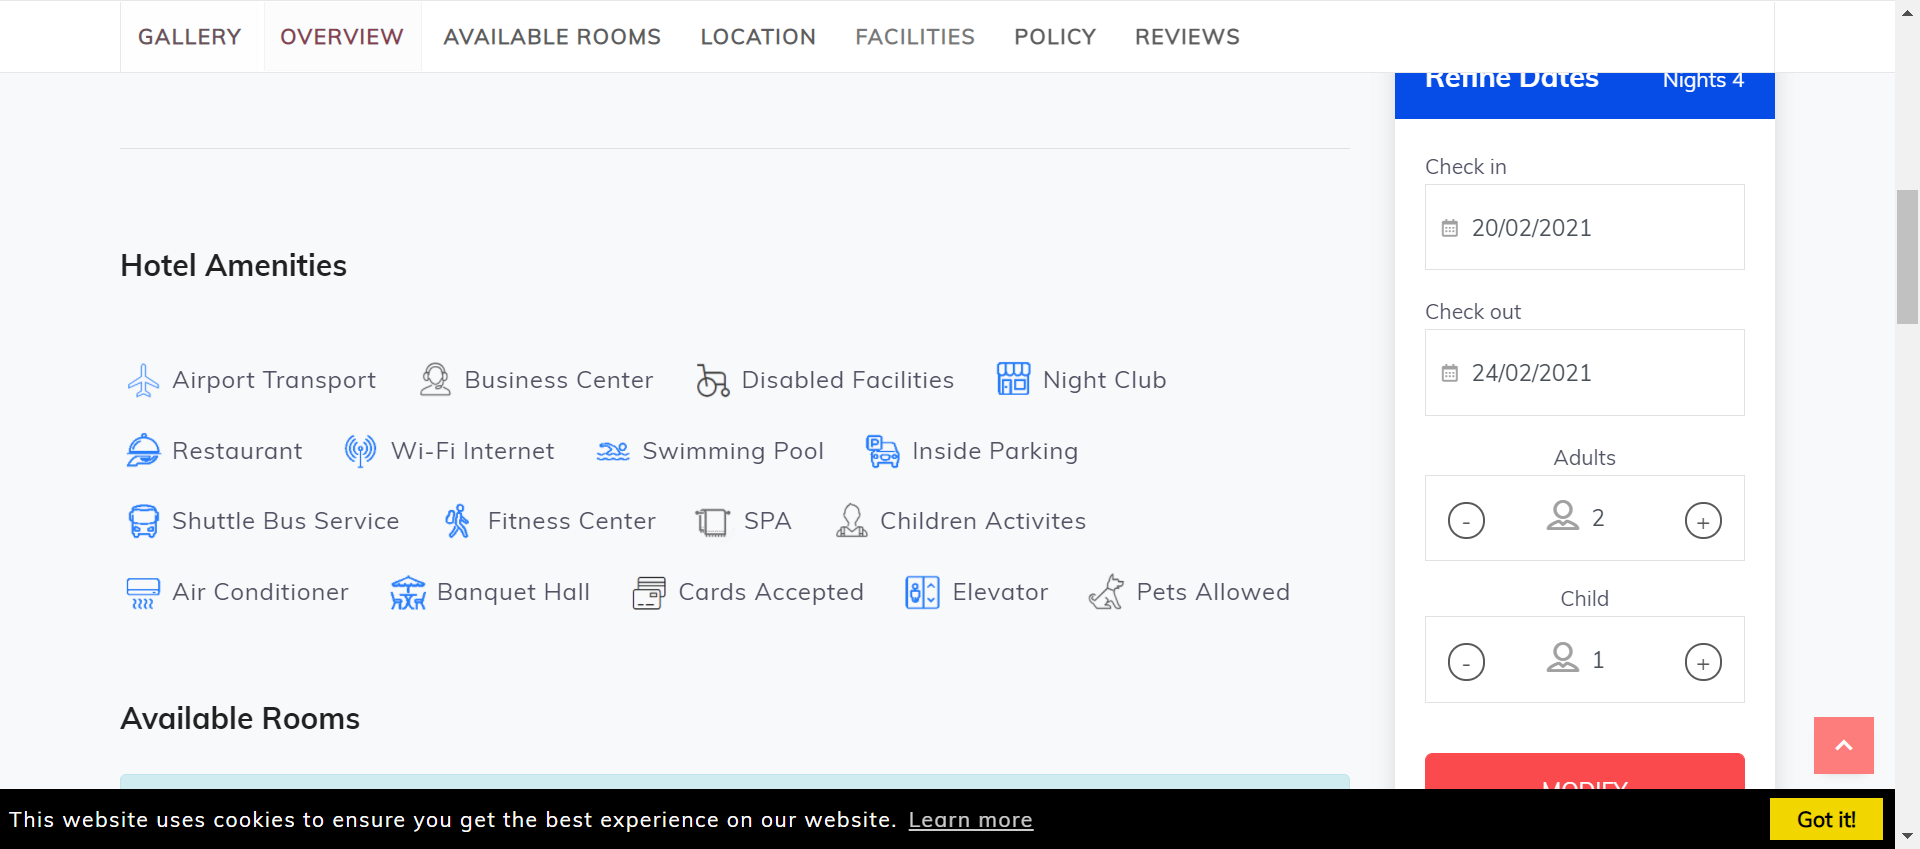 GALLERY OVERVIEW AVAILABLE ROOMS LOCATION FACILITIES POLICY REVIEWS
Refine Dates Nights 4
Check in
20/02/2021
Check out
24/02/2021
Adults
- 2 +
Child
- 1 +
MODIFY
Hotel Amenities
Airport Transport Business Center Disabled Facilities Night Club
Restaurant Wi-Fi Internet Swimming Pool Inside Parking
Shuttle Bus Service Fitness Center SPA Children Activites
Air Conditioner Banquet Hall Cards Accepted Elevator Pets Allowed
Available Rooms
This website uses cookies to ensure you get the best experience on our website. Learn more Got it!